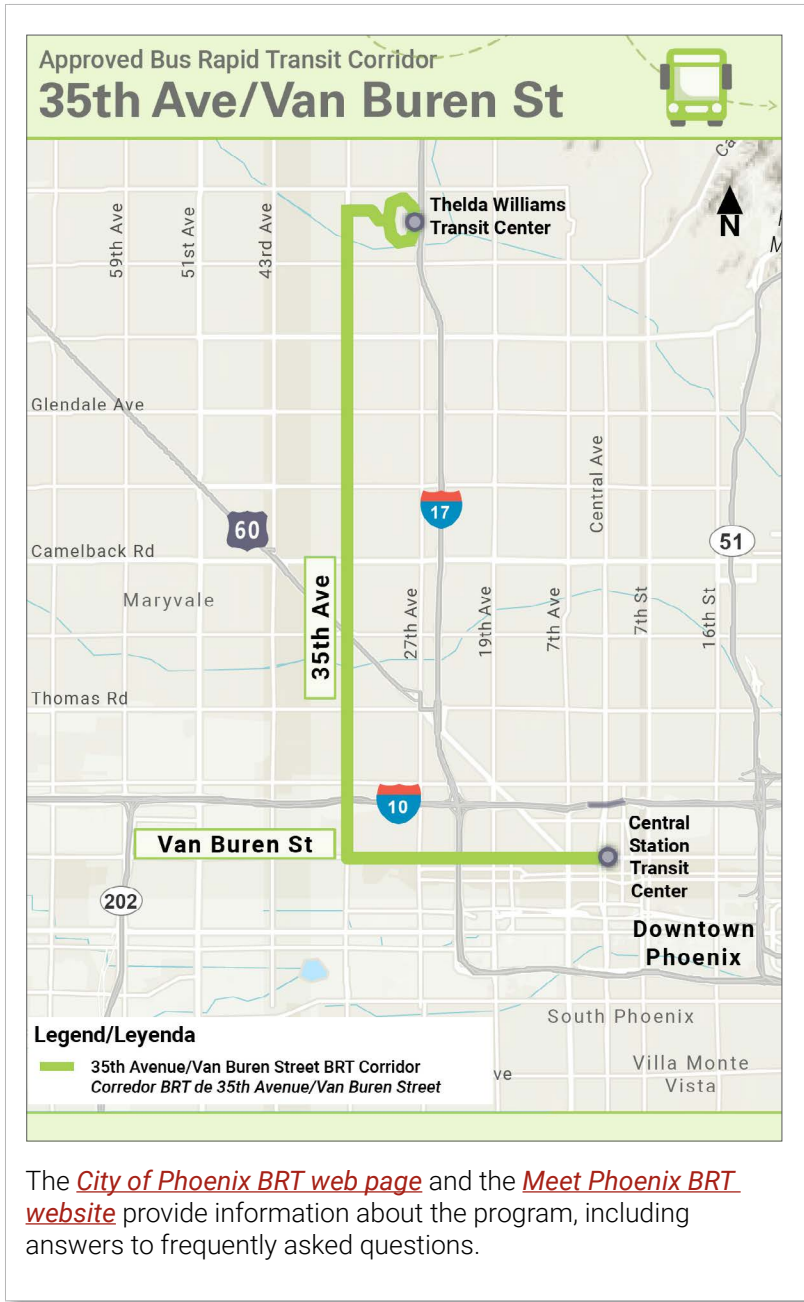 Approved Bus Rapid Transit Corridor
35th Ave/Van Buren St
Ca
N
M
Thelda Williams
Transit Center
59th Ave
51st Ave
43rd Ave
Glendale Ave
Central Ave
17
60
51
Camelback Rd
Maryvale
35th Ave
27th Ave
19th Ave
7th Ave
7th St
16th St
Thomas Rd
10
Van Buren St
Central
Station
Transit
Center
202
Downtown
Phoenix
South Phoenix
Legend/Leyenda
35th Avenue/Van Buren Street BRT Corridor
Corredor BRT de 35th Avenue/Van Buren Street
ve
Villa Monte
Vista
The City of Phoenix BRT web page and the Meet Phoenix BRT
website provide information about the program, including
answers to frequently asked questions.